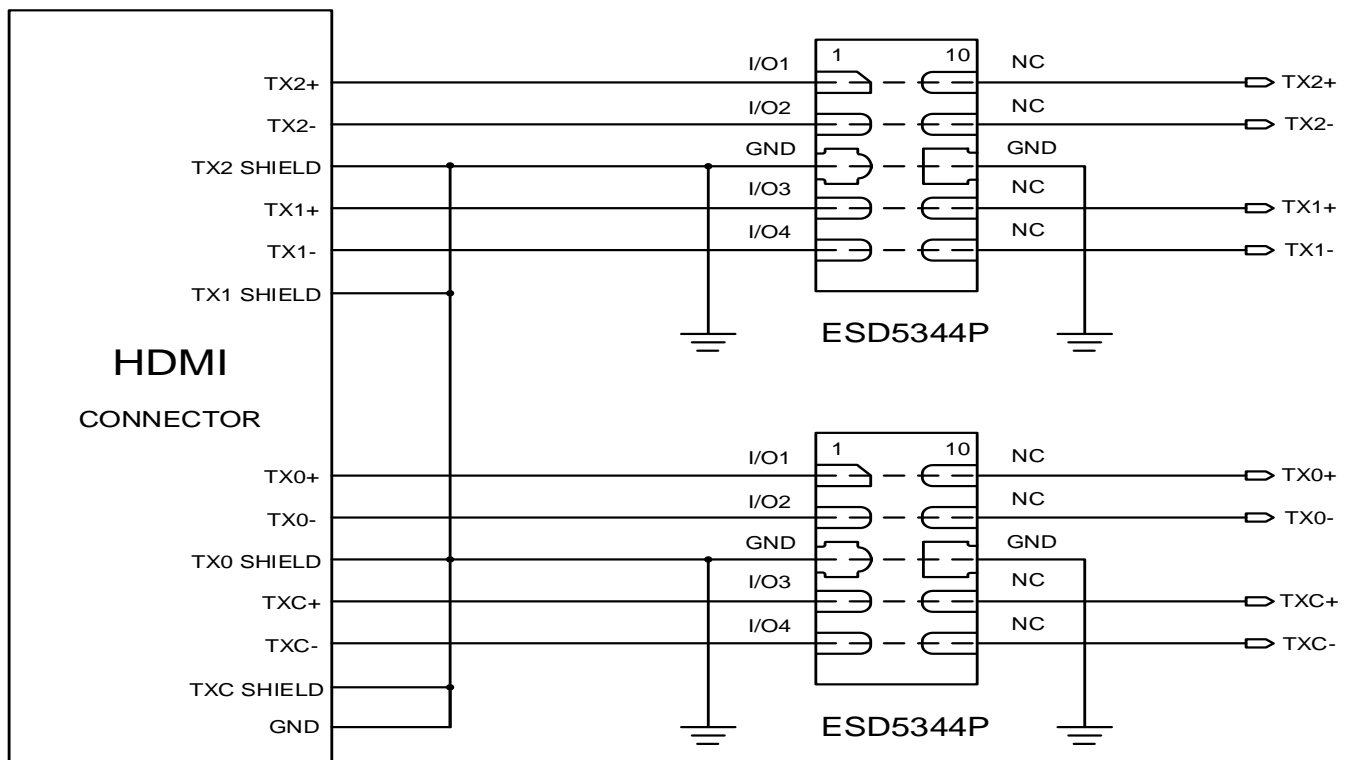 1 10
I/O1 NC
TX2+ TX2+
I/O2 NC
TX2- TX2-
GND GND
TX2 SHIELD
I/O3 NC
TX1+ TX1+
I/O4 NC
TX1- TX1-
TX1 SHIELD
ESD5344P
HDMI
CONNECTOR
1 10
I/O1 NC
TX0+ TX0+
I/O2 NC
TX0- TX0-
GND GND
TX0 SHIELD
I/O3 NC
TXC+ TXC+
I/O4 NC
TXC- TXC-
TXC SHIELD
GND
ESD5344P